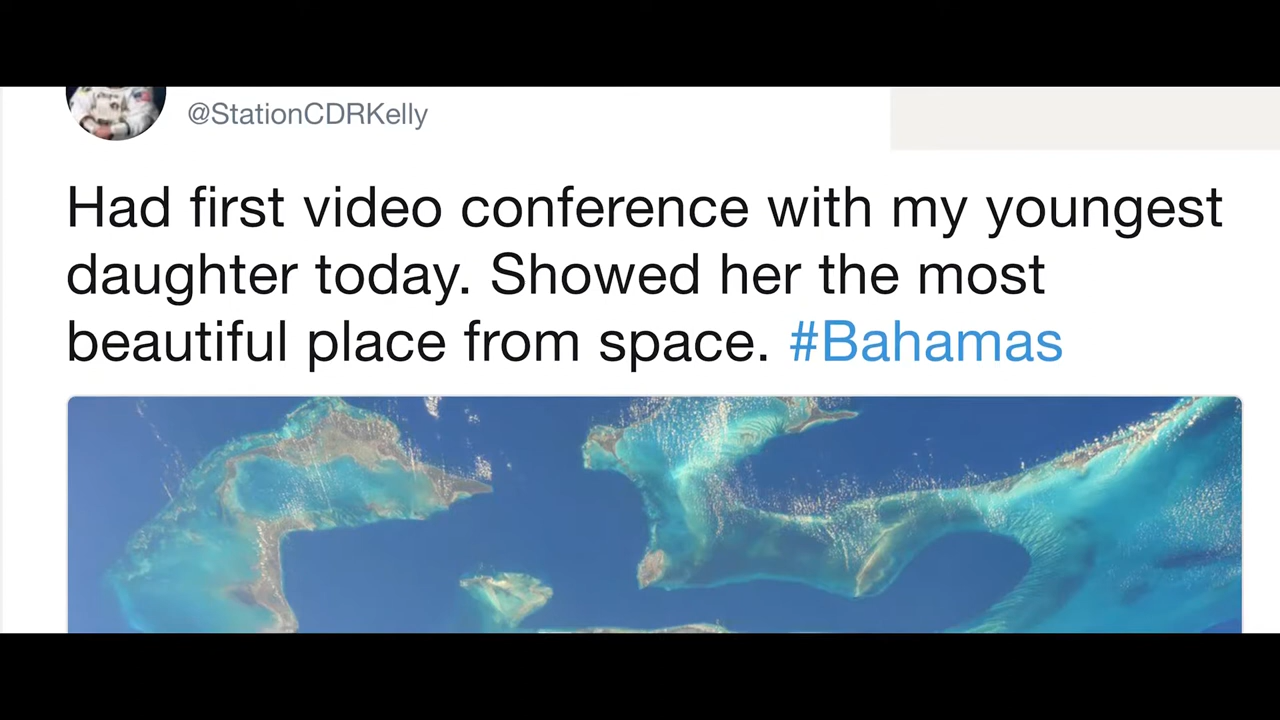 @StationCDRKelly
Had first video conference with my youngest
daughter today. Showed her the most
beautiful place from space. #Bahamas